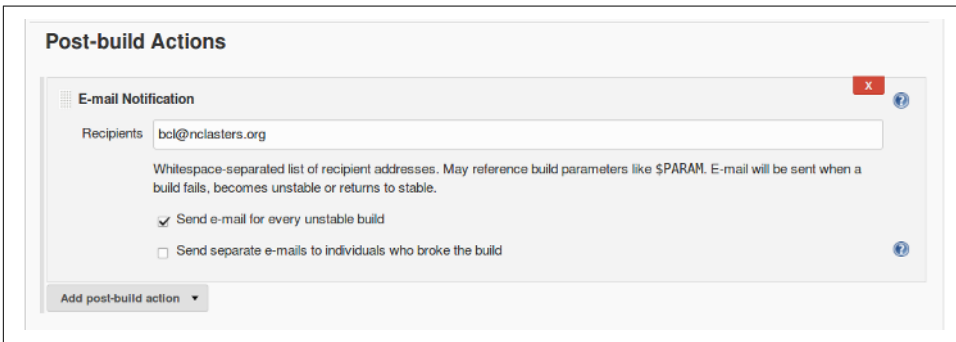 Post-build Actions
X
E-mail Notification
Recipients bcl@nclasters.org
Whitespace-separated list of recipient addresses. May reference build parameters like $PARAM. E-mail will be sent when a
build fails, becomes unstable or returns to stable.
Send e-mail for every unstable build
Send separate e-mails to individuals who broke the build
Add post-build action